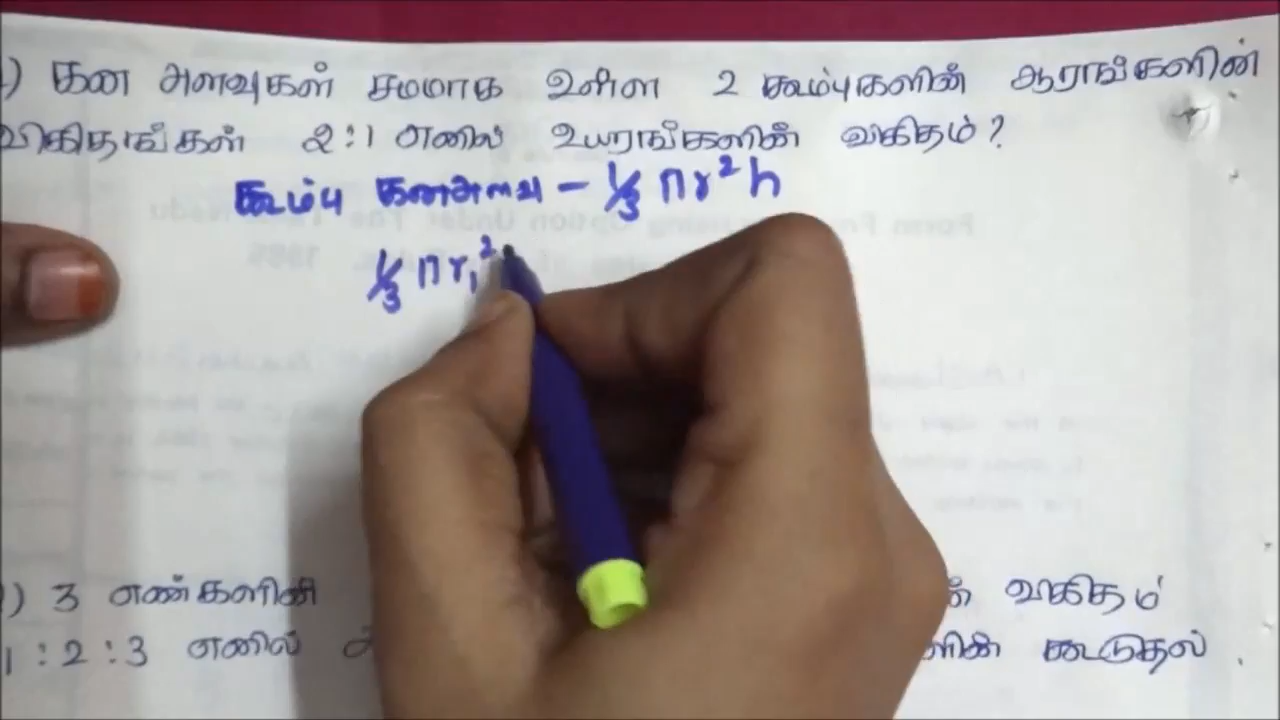 ) கன அளவுகள் சமமாக உள்ள 2 கூம்புகளின் ஆரங்களின்
விகிதங்கள் 2:1 எனில் உயரங்களின் விகிதம்?
கூம்பு கனஅளவு – 1/3 πr²h
1/3 πr₁²
) 3 எண்களின் விகிதம்
1:2:3 எனில் கூடுதல்